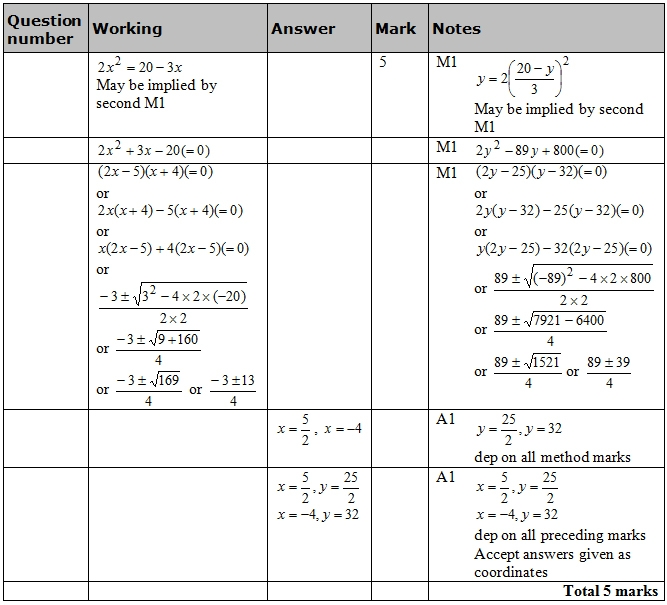 Question number Working Answer Mark Notes
2x² = 20 − 3x
May be implied by
second M1
5 M1
y = 2((20 − y)/3)²
May be implied by second
M1
2x² + 3x − 20(= 0) M1 2y² − 89y + 800(= 0)
(2x − 5)(x + 4)(= 0)
or
2x(x + 4) − 5(x + 4)(= 0)
or
x(2x − 5) + 4(2x − 5)(= 0)
or
(−3 ± √(3² − 4 × 2 × (−20)))/(2 × 2)
or (−3 ± √(9 + 160))/4
or (−3 ± √169)/4 or (−3 ± 13)/4
M1 (2y − 25)(y − 32)(= 0)
or
2y(y − 32) − 25(y − 32)(= 0)
or
y(2y − 25) − 32(2y − 25)(= 0)
or (89 ± √((−89)² − 4 × 2 × 800))/(2 × 2)
or (89 ± √(7921 − 6400))/4
or (89 ± √1521)/4 or (89 ± 39)/4
x = 5/2 , x = −4
A1 y = 25/2 , y = 32
dep on all method marks
x = 5/2 , y = 25/2
x = −4, y = 32
A1 x = 5/2 , y = 25/2
x = −4, y = 32
dep on all preceding marks
Accept answers given as
coordinates
Total 5 marks